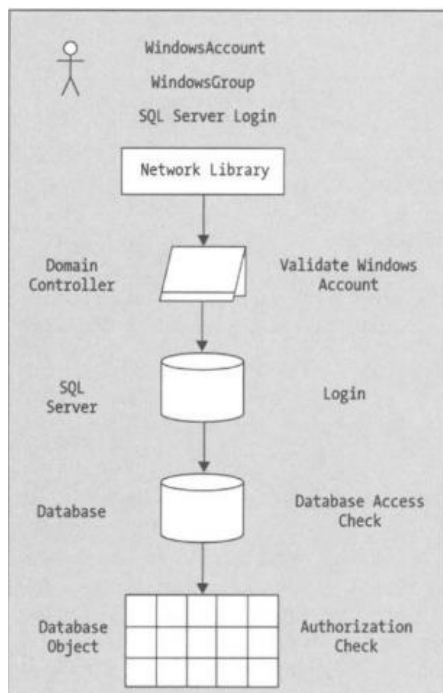 WindowsAccount
WindowsGroup
SQL Server Login
Network Library
Domain
Controller
Validate Windows
Account
SQL
Server
Login
Database
Database Access
Check
Database
Object
Authorization
Check